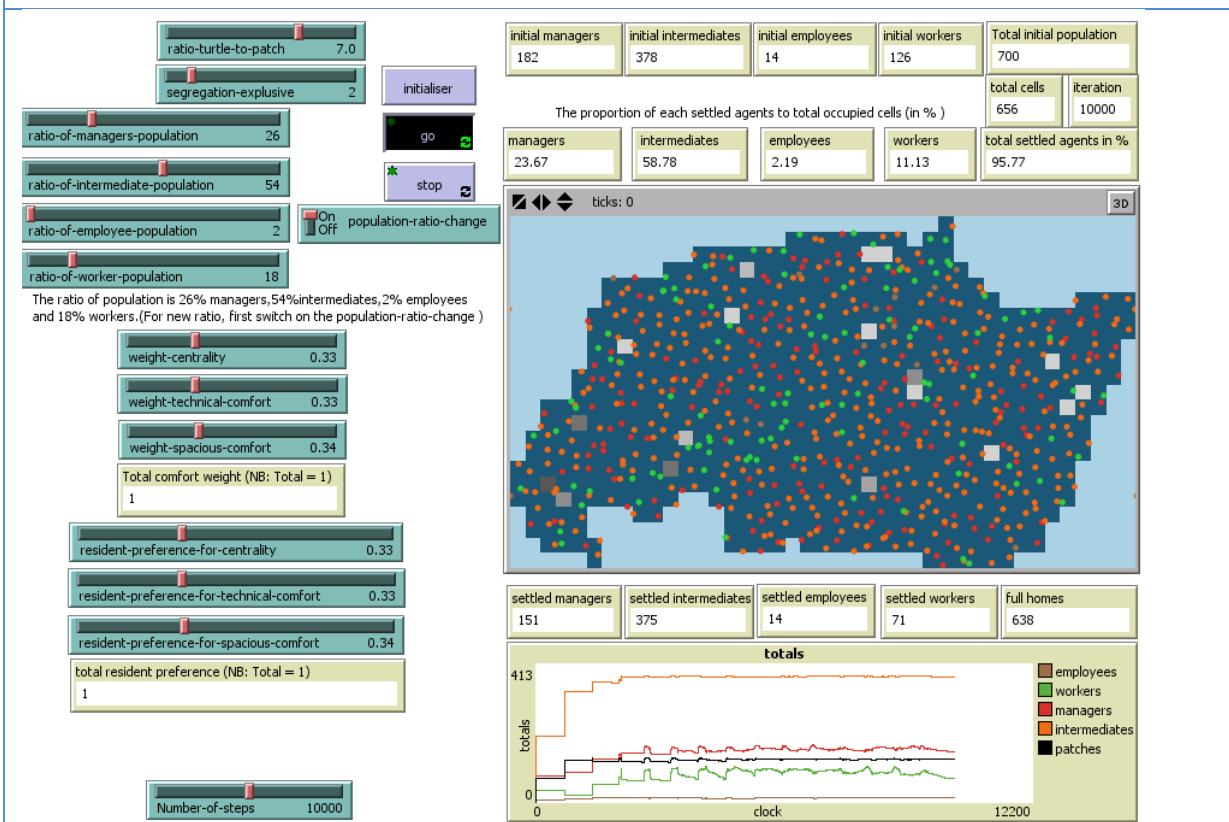 ratio-turtle-to-patch 7.0
segregation-explusive 2
initialiser
ratio-of-managers-population 26
go
ratio-of-intermediate-population 54
stop
ratio-of-employee-population 2
On
Off
population-ratio-change
ratio-of-worker-population 18
The ratio of population is 26% managers,54%intermediates,2% employees
and 18% workers.(For new ratio, first switch on the population-ratio-change )
weight-centrality 0.33
weight-technical-comfort 0.33
weight-spacious-comfort 0.34
Total comfort weight (NB: Total = 1)
1
resident-preference-for-centrality 0.33
resident-preference-for-technical-comfort 0.33
resident-preference-for-spacious-comfort 0.34
total resident preference (NB: Total = 1)
1
Number-of-steps 10000
initial managers initial intermediates initial employees initial workers Total initial population
182 378 14 126 700
total cells iteration
656 10000
The proportion of each settled agents to total occupied cells (in % )
managers intermediates employees workers total settled agents in %
23.67 58.78 2.19 11.13 95.77
ticks: 0 3D
settled managers settled intermediates settled employees settled workers full homes
151 375 14 71 638
totals
413
totals
0
0 clock 12200
employees
workers
managers
intermediates
patches